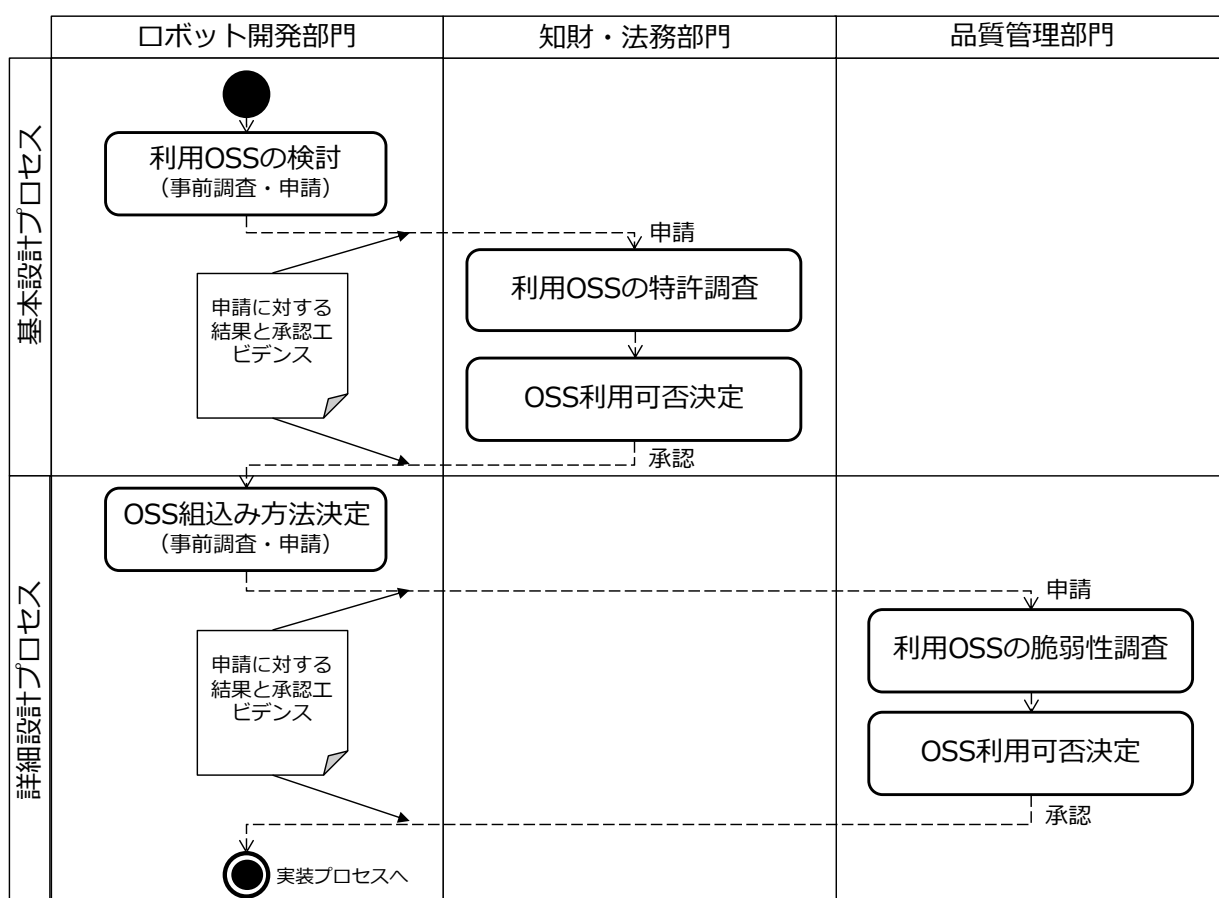 ロボット開発部門
知財・法務部門
品質管理部門
基本設計プロセス
利用OSSの検討
（事前調査・申請）
申請
利用OSSの特許調査
申請に対する
結果と承認エ
ビデンス
OSS利用可否決定
承認
詳細設計プロセス
OSS組込み方法決定
（事前調査・申請）
申請
利用OSSの脆弱性調査
申請に対する
結果と承認エ
ビデンス
OSS利用可否決定
承認
実装プロセスへ